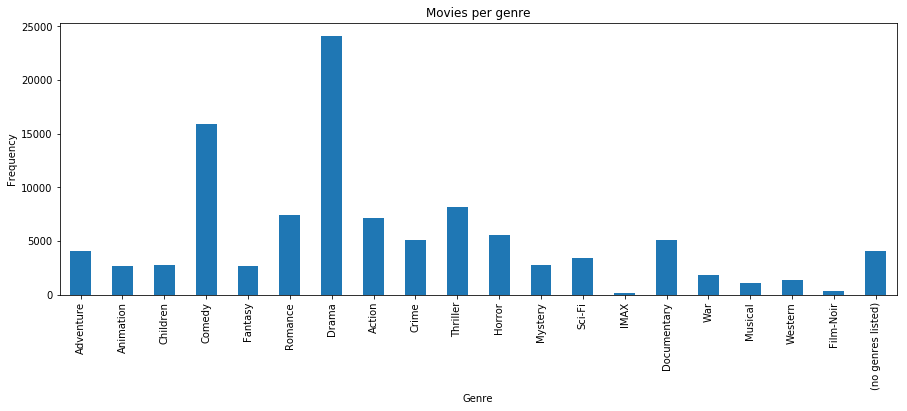 Movies per genre
25000
20000
15000
10000
5000
0
Frequency
Adventure
Animation
Children
Comedy
Fantasy
Romance
Drama
Action
Crime
Thriller
Horror
Mystery
Sci-Fi
IMAX
Documentary
War
Musical
Western
Film-Noir
(no genres listed)
Genre